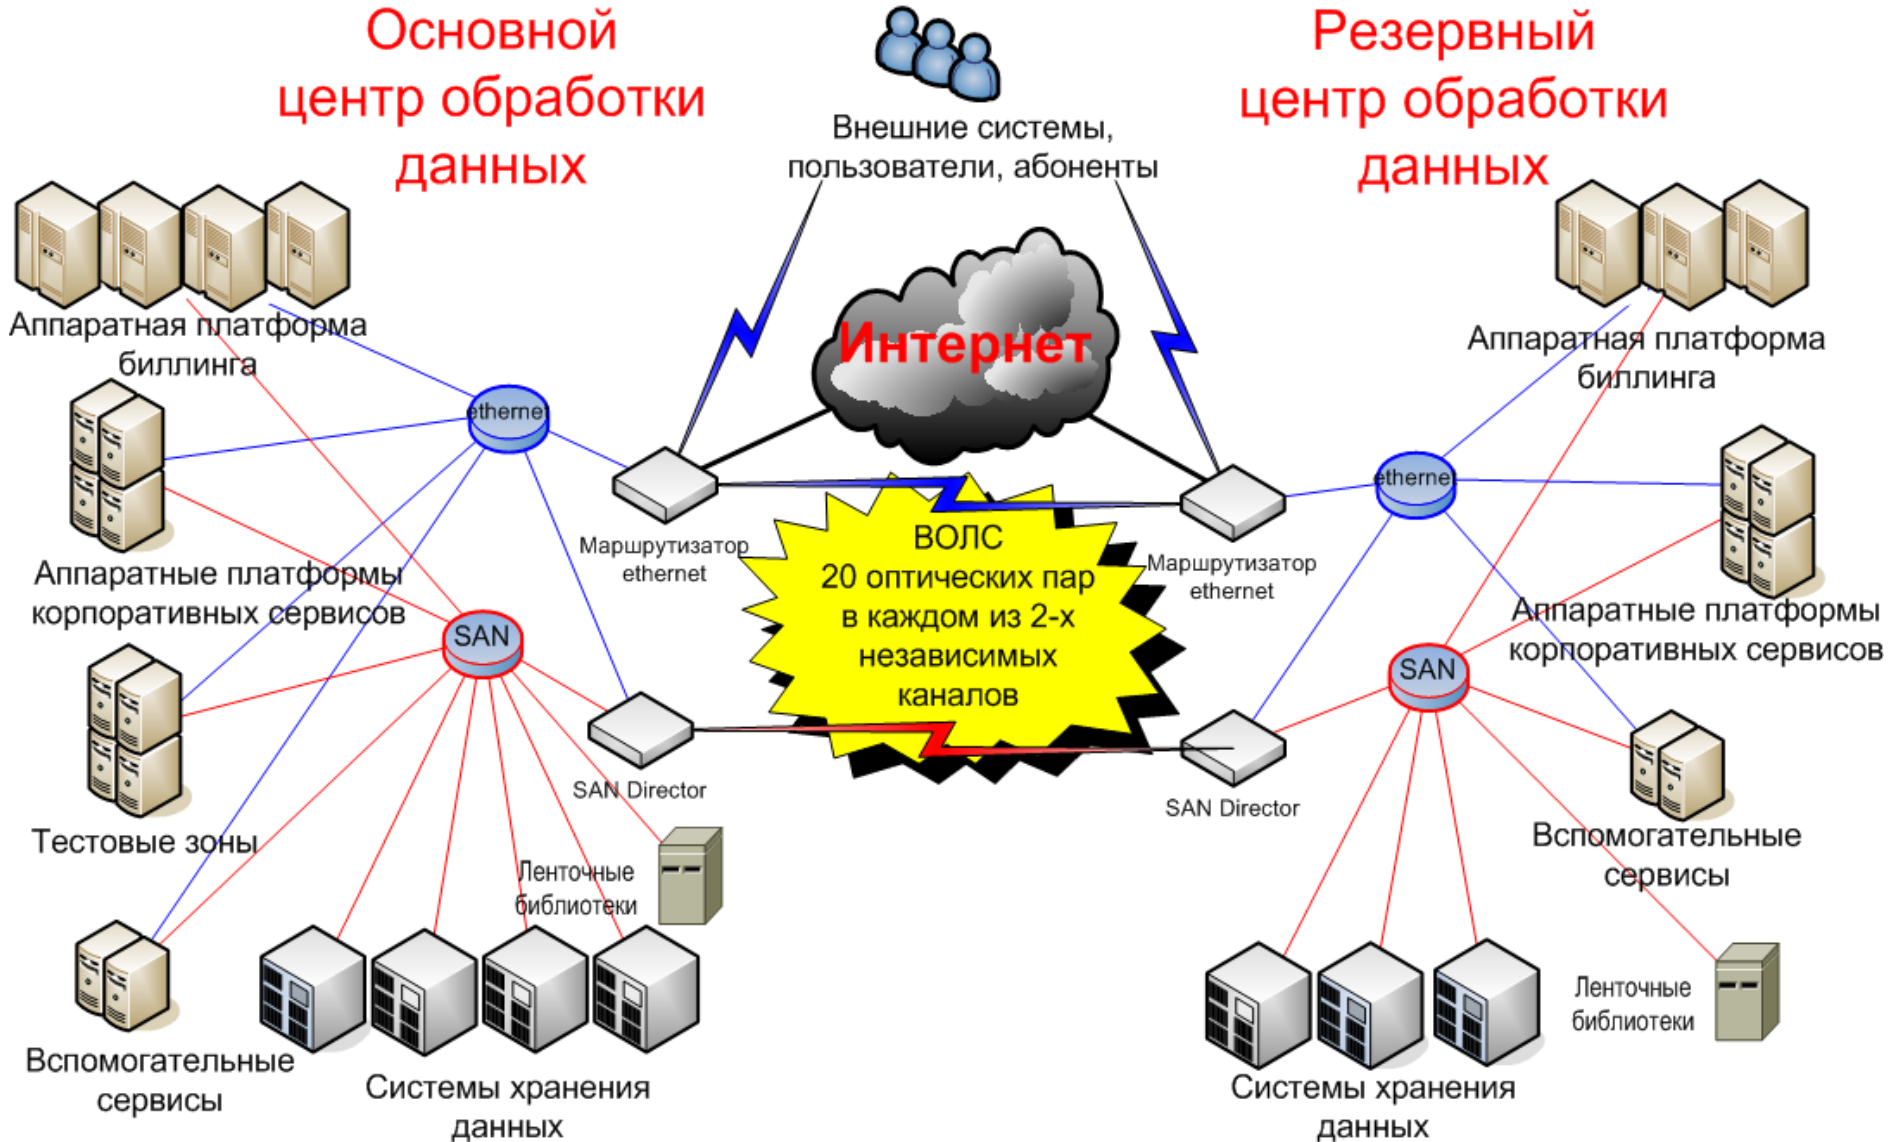 Основной
центр обработки
данных
Внешние системы,
пользователи, абоненты
Резервный
центр обработки
данных
Интернет
Аппаратная платформа
биллинга
ethernet
Аппаратные платформы
корпоративных сервисов
Маршрутизатор
ethernet
SAN
Тестовые зоны
SAN Director
Ленточные
библиотеки
Вспомогательные
сервисы
Системы хранения
данных
ВОЛС
20 оптических пар
в каждом из 2-х
независимых
каналов
Аппаратная платформа
биллинга
ethernet
Маршрутизатор
ethernet
Аппаратные платформы
корпоративных сервисов
SAN
SAN Director
Вспомогательные
сервисы
Ленточные
библиотеки
Системы хранения
данных